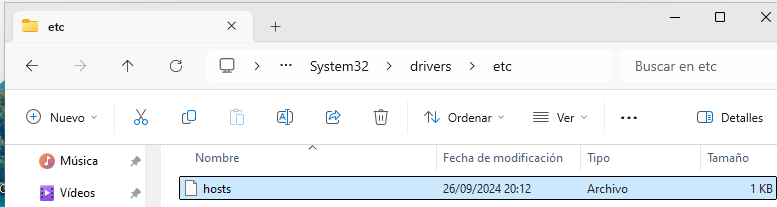 etc
System32 drivers etc Buscar en etc
Nuevo Ordenar Ver Detalles
Nombre Fecha de modificación Tipo Tamaño
Música
Vídeos
hosts 26/09/2024 20:12 Archivo 1 KB